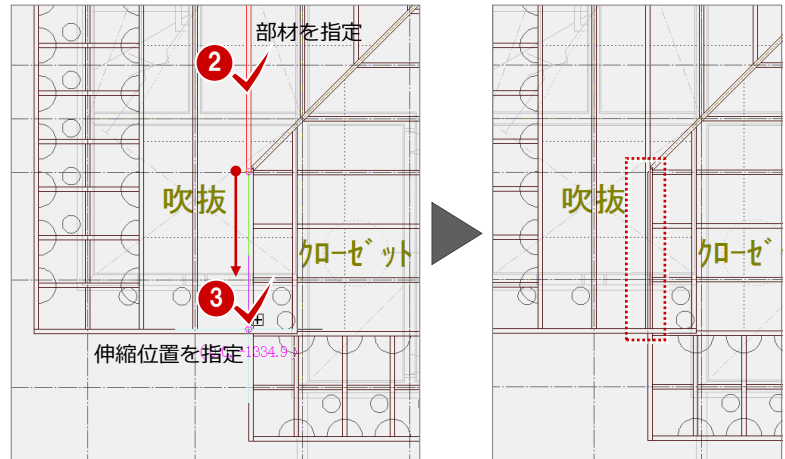 部材を指定
2
吹抜
クローゼット
3
伸縮位置を指定
1334.9
吹抜
クローゼ